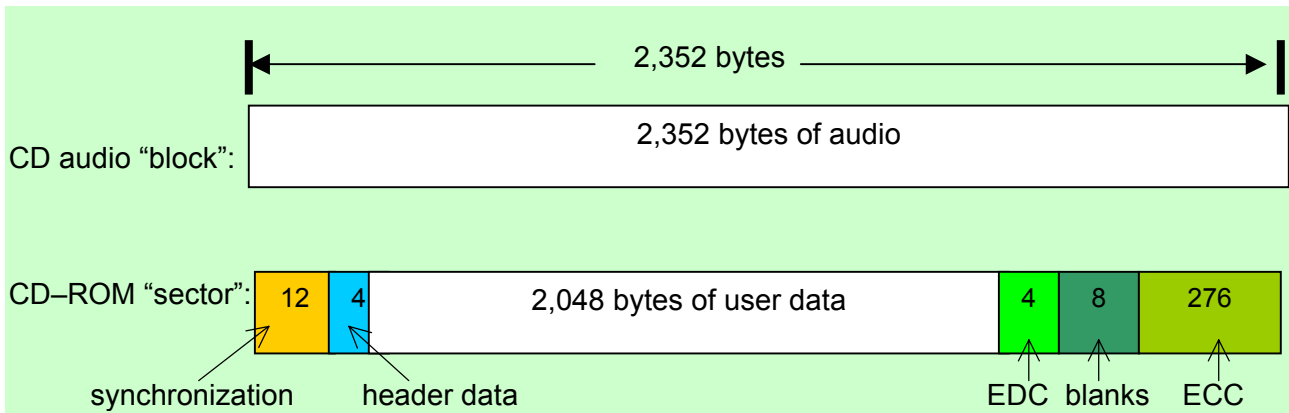 2,352 bytes
2,352 bytes of audio
CD audio “block”:
CD–ROM “sector”:
12 4 2,048 bytes of user data 4 8 276
synchronization header data EDC blanks ECC